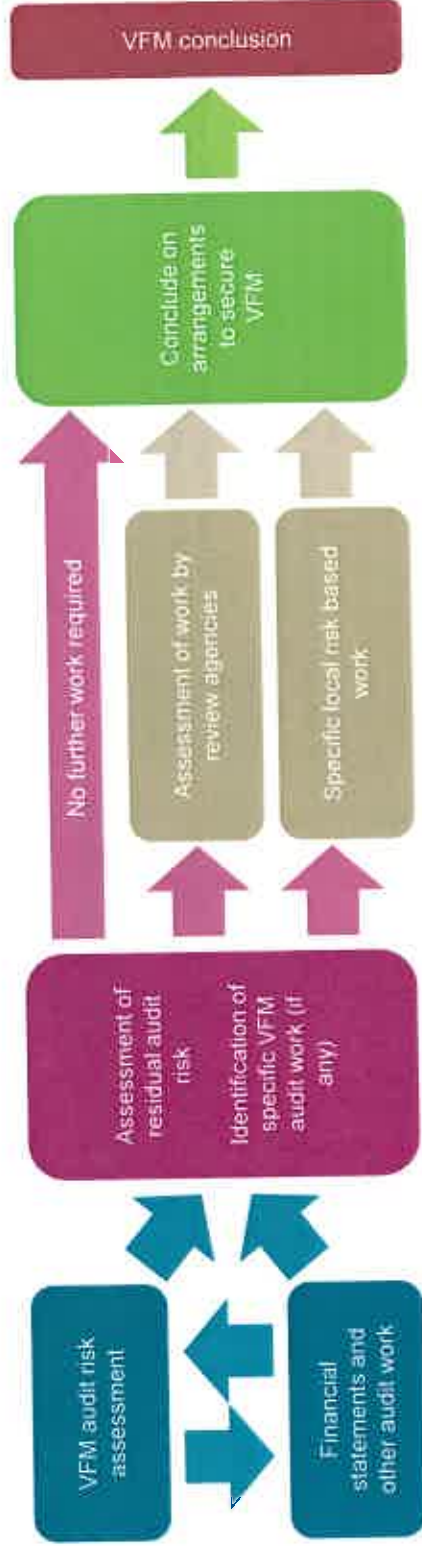 VFM audit risk
assessment
Financial
statements and
other audit work
Assessment of
residual audit
risk
Identification of
specific VFM
audit work (if
any)
No further work required
Assessment of work by
review agencies
Specific local risk based
work
Conclude on
arrangements
to secure
VFM
VFM conclusion